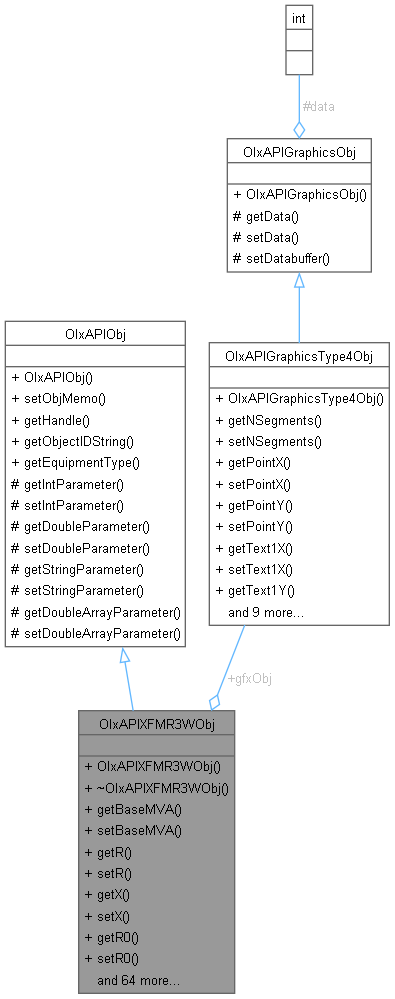 int
#data
OlxAPIGraphicsObj
+ OlxAPIGraphicsObj()
# getData()
# setData()
# setDatabuffer()
OlxAPIObj
+ OlxAPIObj()
+ setObjMemo()
+ getHandle()
+ getObjectIDString()
+ getEquipmentType()
# getIntParameter()
# setIntParameter()
# getDoubleParameter()
# setDoubleParameter()
# getStringParameter()
# setStringParameter()
# getDoubleArrayParameter()
# setDoubleArrayParameter()
OlxAPIGraphicsType4Obj
+ OlxAPIGraphicsType4Obj()
+ getNSegments()
+ setNSegments()
+ getPointX()
+ setPointX()
+ getPointY()
+ setPointY()
+ getText1X()
+ setText1X()
+ getText1Y()
and 9 more...
+gfxObj
OlxAPIXFMR3WObj
+ OlxAPIXFMR3WObj()
+ ~OlxAPIXFMR3WObj()
+ getBaseMVA()
+ setBaseMVA()
+ getR()
+ setR()
+ getX()
+ setX()
+ getR0()
+ setR0()
and 64 more...